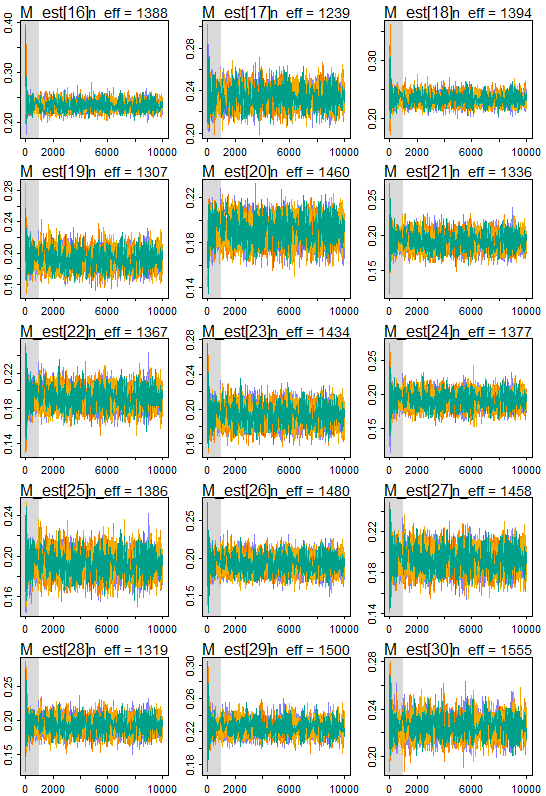 M_est[16]n_eff = 1388 M_est[17]n_eff = 1239 M_est[18]n_eff = 1394
0.20 0.30 0.40
0.20 0.24 0.28
0.20 0.30
0 2000 6000 10000 0 2000 6000 10000 0 2000 6000 10000
M_est[19]n_eff = 1307 M_est[20]n_eff = 1460 M_est[21]n_eff = 1336
0.16 0.20 0.24 0.28
0.14 0.18 0.22
0.15 0.20 0.25
0 2000 6000 10000 0 2000 6000 10000 0 2000 6000 10000
M_est[22]n_eff = 1367 M_est[23]n_eff = 1434 M_est[24]n_eff = 1377
0.14 0.18 0.22
0.16 0.20 0.24 0.28
0.15 0.20 0.25
0 2000 6000 10000 0 2000 6000 10000 0 2000 6000 10000
M_est[25]n_eff = 1386 M_est[26]n_eff = 1480 M_est[27]n_eff = 1458
0.16 0.20 0.24
0.15 0.20 0.25
0.14 0.18 0.22
0 2000 6000 10000 0 2000 6000 10000 0 2000 6000 10000
M_est[28]n_eff = 1319 M_est[29]n_eff = 1500 M_est[30]n_eff = 1555
0.15 0.20 0.25
0.18 0.22 0.26 0.30
0.20 0.24 0.28
0 2000 6000 10000 0 2000 6000 10000 0 2000 6000 10000